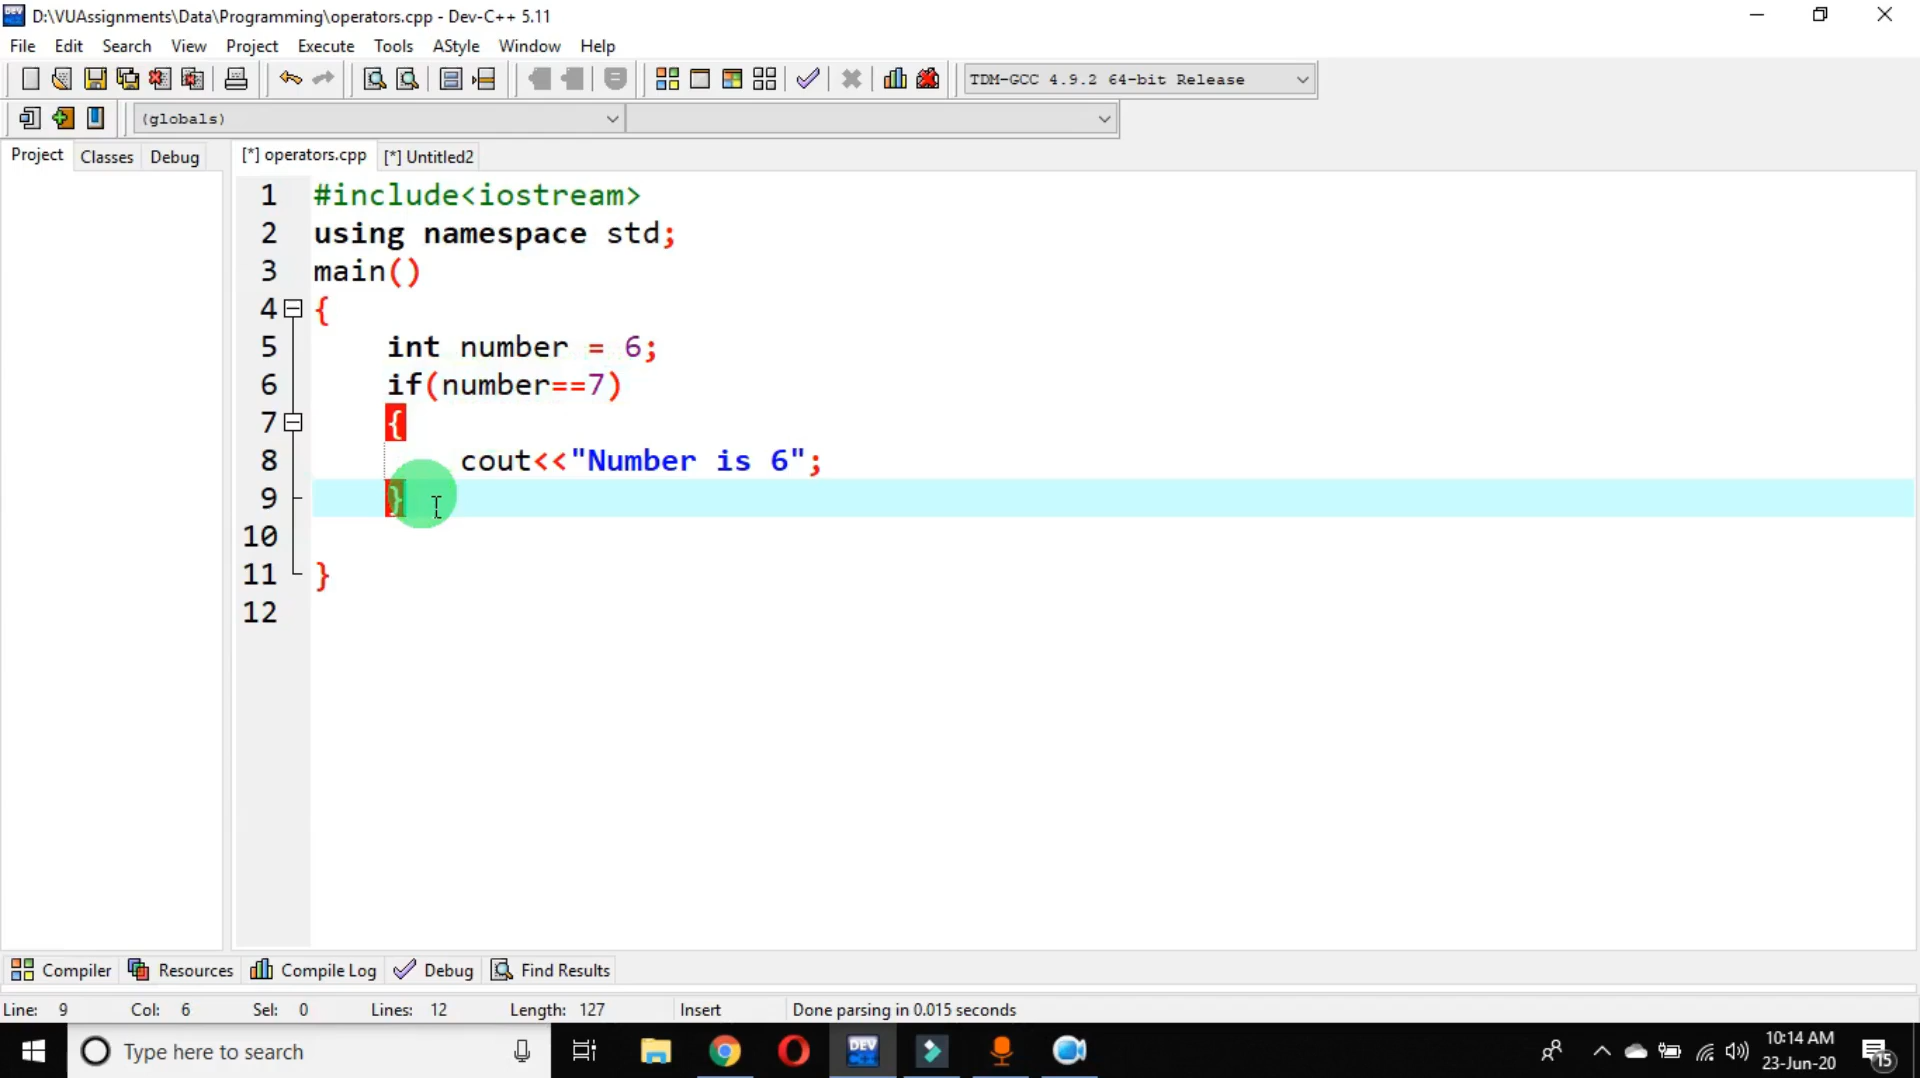 D:\VUAssignments\Data\Programming\operators.cpp - Dev-C++ 5.11
File Edit Search View Project Execute Tools AStyle Window Help
TDM-GCC 4.9.2 64-bit Release
(globals)
Project Classes Debug [*] operators.cpp [*] Untitled2
1 #include<iostream>
2 using namespace std;
3 main()
4 {
5 int number = 6;
6 if(number==7)
7 {
8 cout<<"Number is 6";
9 }
10
11 }
12
Compiler Resources Compile Log Debug Find Results
Line: 9 Col: 6 Sel: 0 Lines: 12 Length: 127 Insert Done parsing in 0.015 seconds
Type here to search DEV 10:14 AM
23-Jun-20 15